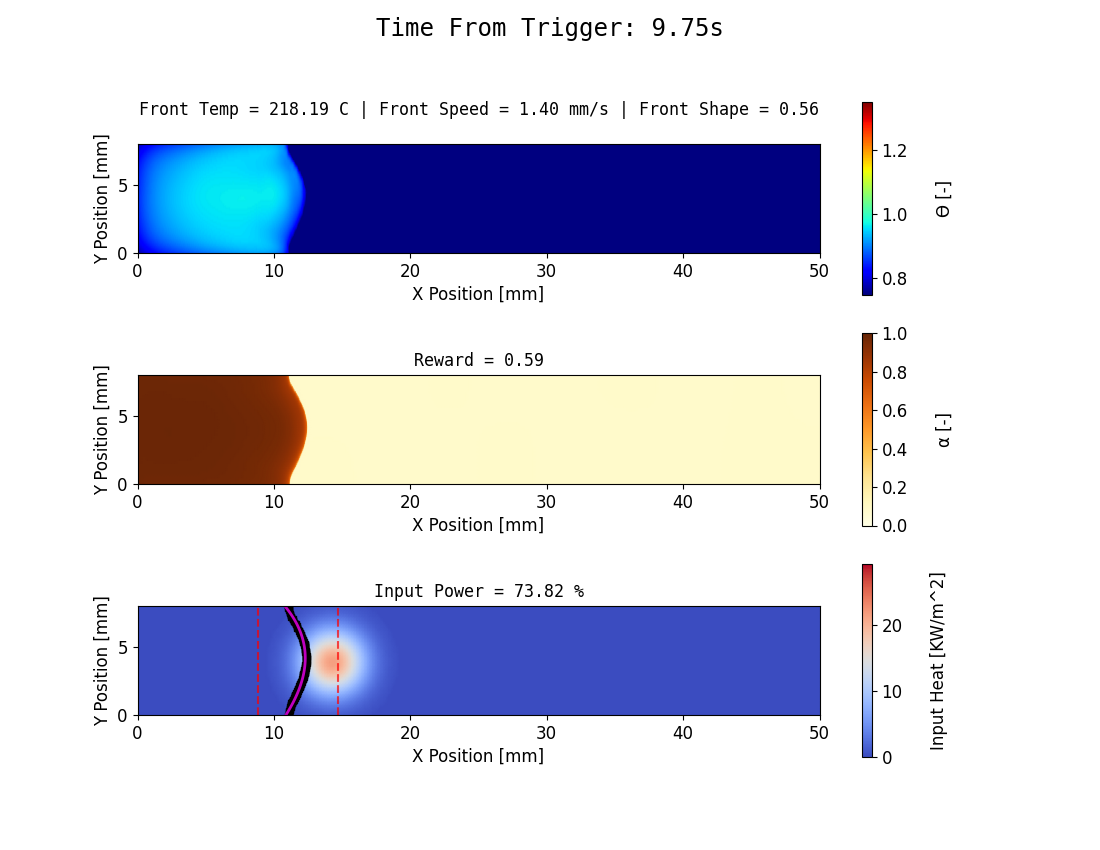 Time From Trigger: 9.75s
Front Temp = 218.19 C | Front Speed = 1.40 mm/s | Front Shape = 0.56
Y Position [mm]
5
0
0 10 20 30 40 50
X Position [mm]
1.2
1.0
0.8
Θ [-]
Reward = 0.59
Y Position [mm]
5
0
0 10 20 30 40 50
X Position [mm]
1.0
0.8
0.6
0.4
0.2
0.0
α [-]
Input Power = 73.82 %
Y Position [mm]
5
0
0 10 20 30 40 50
X Position [mm]
20
10
0
Input Heat [KW/m^2]